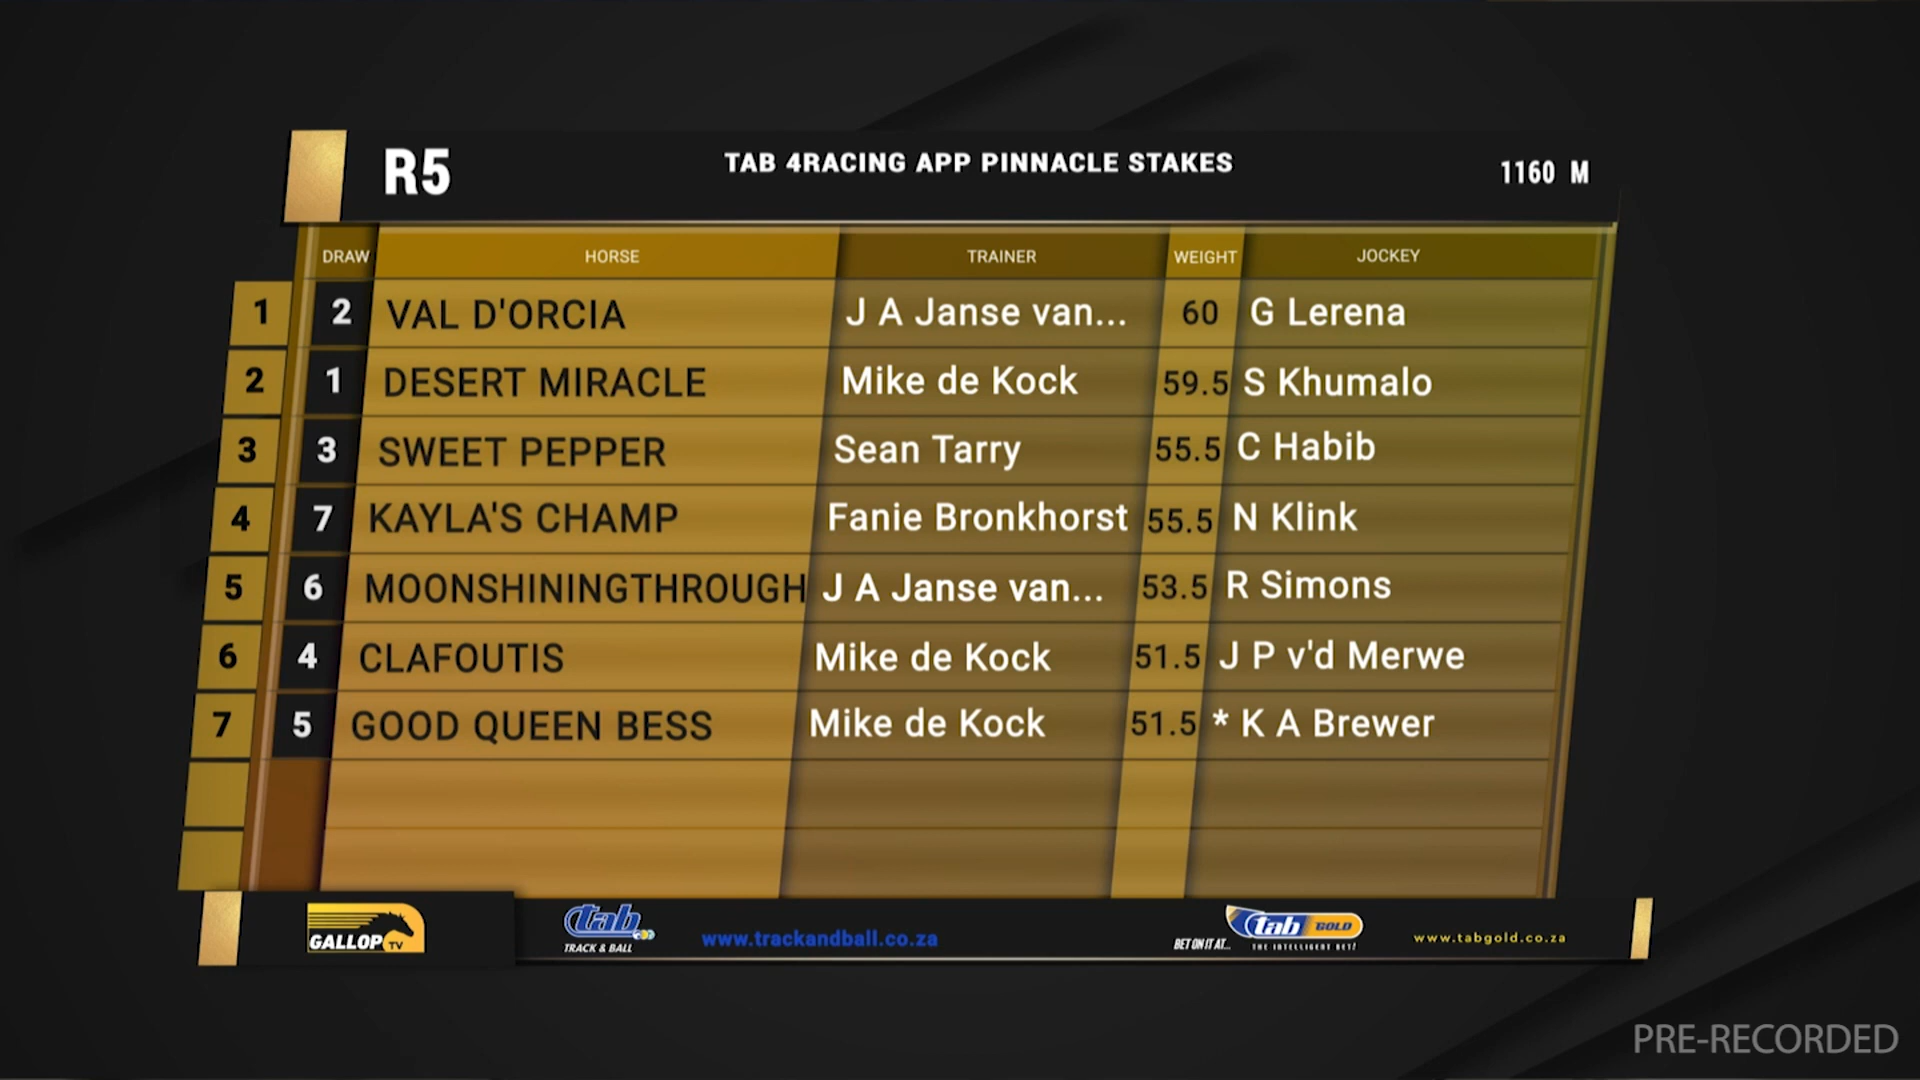 R5 TAB 4RACING APP PINNACLE STAKES 1160 M
DRAW HORSE TRAINER WEIGHT JOCKEY
1 2 VAL D'ORCIA J A Janse van... 60 G Lerena
2 1 DESERT MIRACLE Mike de Kock 59.5 S Khumalo
3 3 SWEET PEPPER Sean Tarry 55.5 C Habib
4 7 KAYLA'S CHAMP Fanie Bronkhorst 55.5 N Klink
5 6 MOONSHININGTHROUGH J A Janse van... 53.5 R Simons
6 4 CLAFOUTIS Mike de Kock 51.5 J P v'd Merwe
7 5 GOOD QUEEN BESS Mike de Kock 51.5 * K A Brewer
GALLOP TV
tab
TRACK & BALL
www.trackandball.co.za
BET ON IT AT...
tab GOLD
THE INTELLIGENT BET!
www.tabgold.co.za
PRE-RECORDED